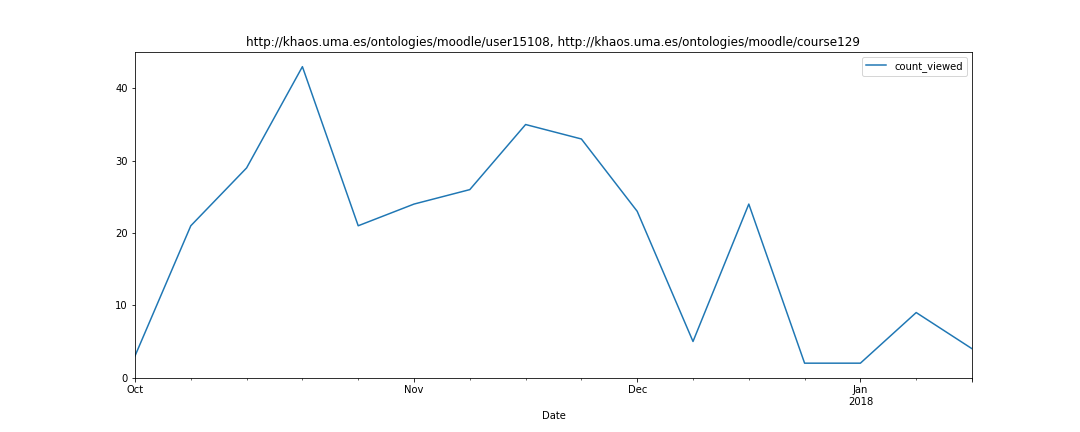 http://khaos.uma.es/ontologies/moodle/user15108, http://khaos.uma.es/ontologies/moodle/course129
count_viewed
40
30
20
10
0
Oct Nov Dec Jan
2018
Date